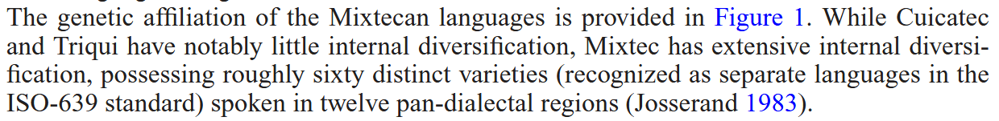 The genetic affiliation of the Mixtecan languages is provided in Figure 1. While Cuicatec
and Triqui have notably little internal diversification, Mixtec has extensive internal diversi-
fication, possessing roughly sixty distinct varieties (recognized as separate languages in the
ISO-639 standard) spoken in twelve pan-dialectal regions (Josserand 1983).